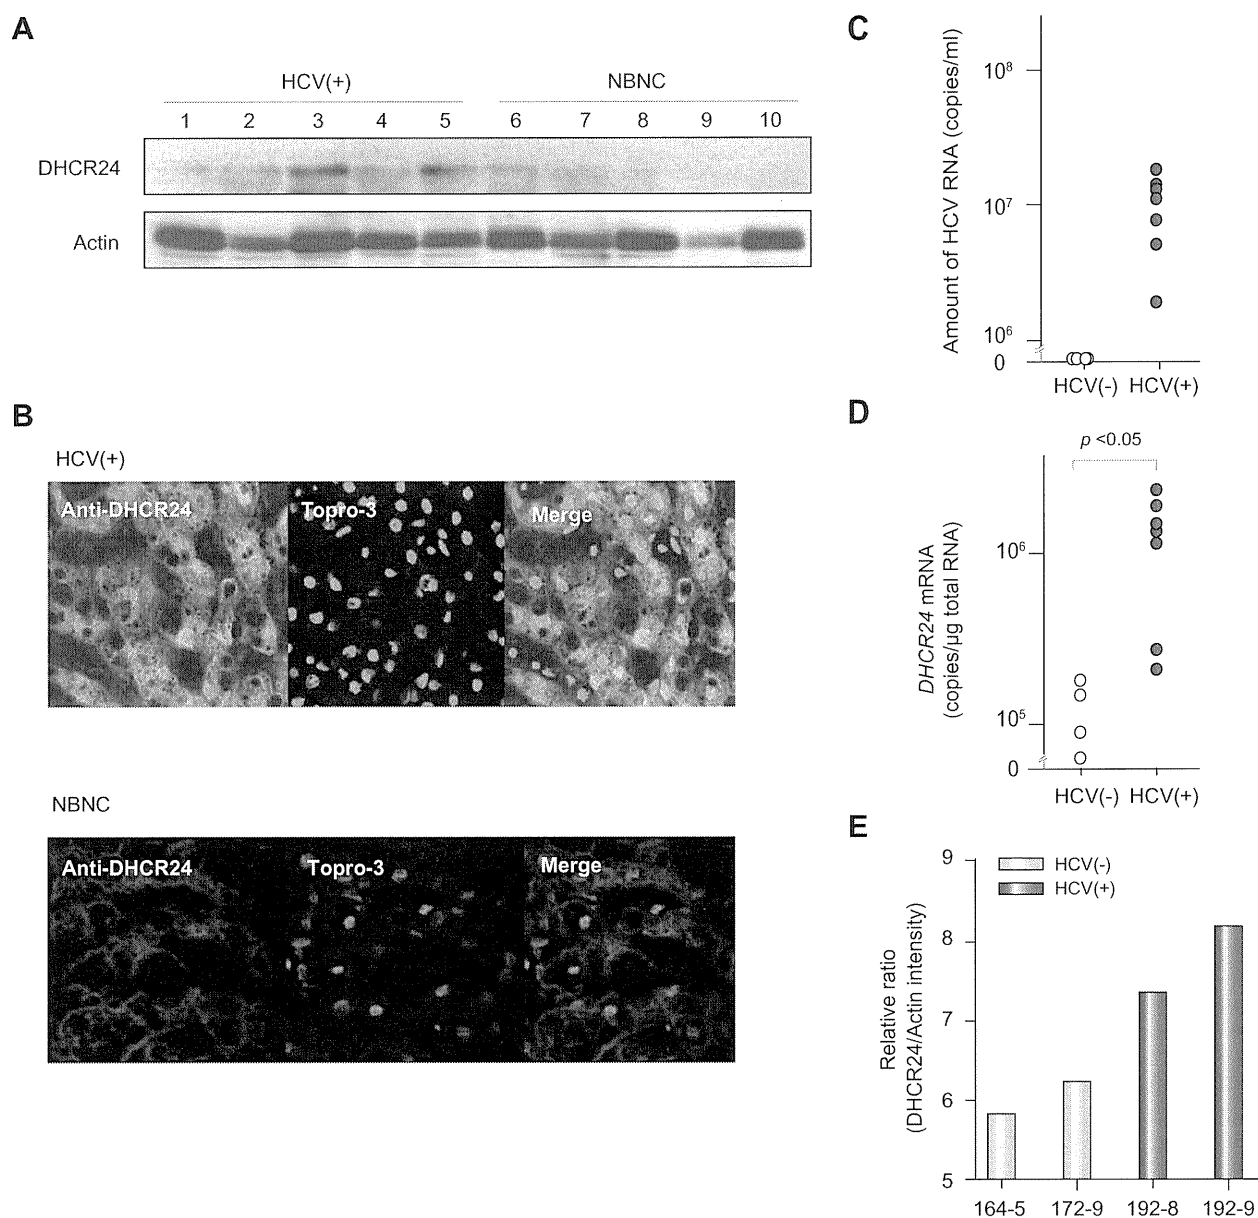 A
HCV(+) NBNC
1 2 3 4 5 6 7 8 9 10
DHCR24
Actin
B
HCV(+)
Anti-DHCR24 Topro-3 Merge
NBNC
Anti-DHCR24 Topro-3 Merge
C
Amount of HCV RNA (copies/ml)
10⁸
10⁷
10⁶
0
HCV(-) HCV(+)
D
p <0.05
DHCR24 mRNA
(copies/µg total RNA)
10⁶
10⁵
0
HCV(-) HCV(+)
E
HCV(-)
HCV(+)
Relative ratio
(DHCR24/Actin intensity)
9
8
7
6
5
164-5 172-9 192-8 192-9